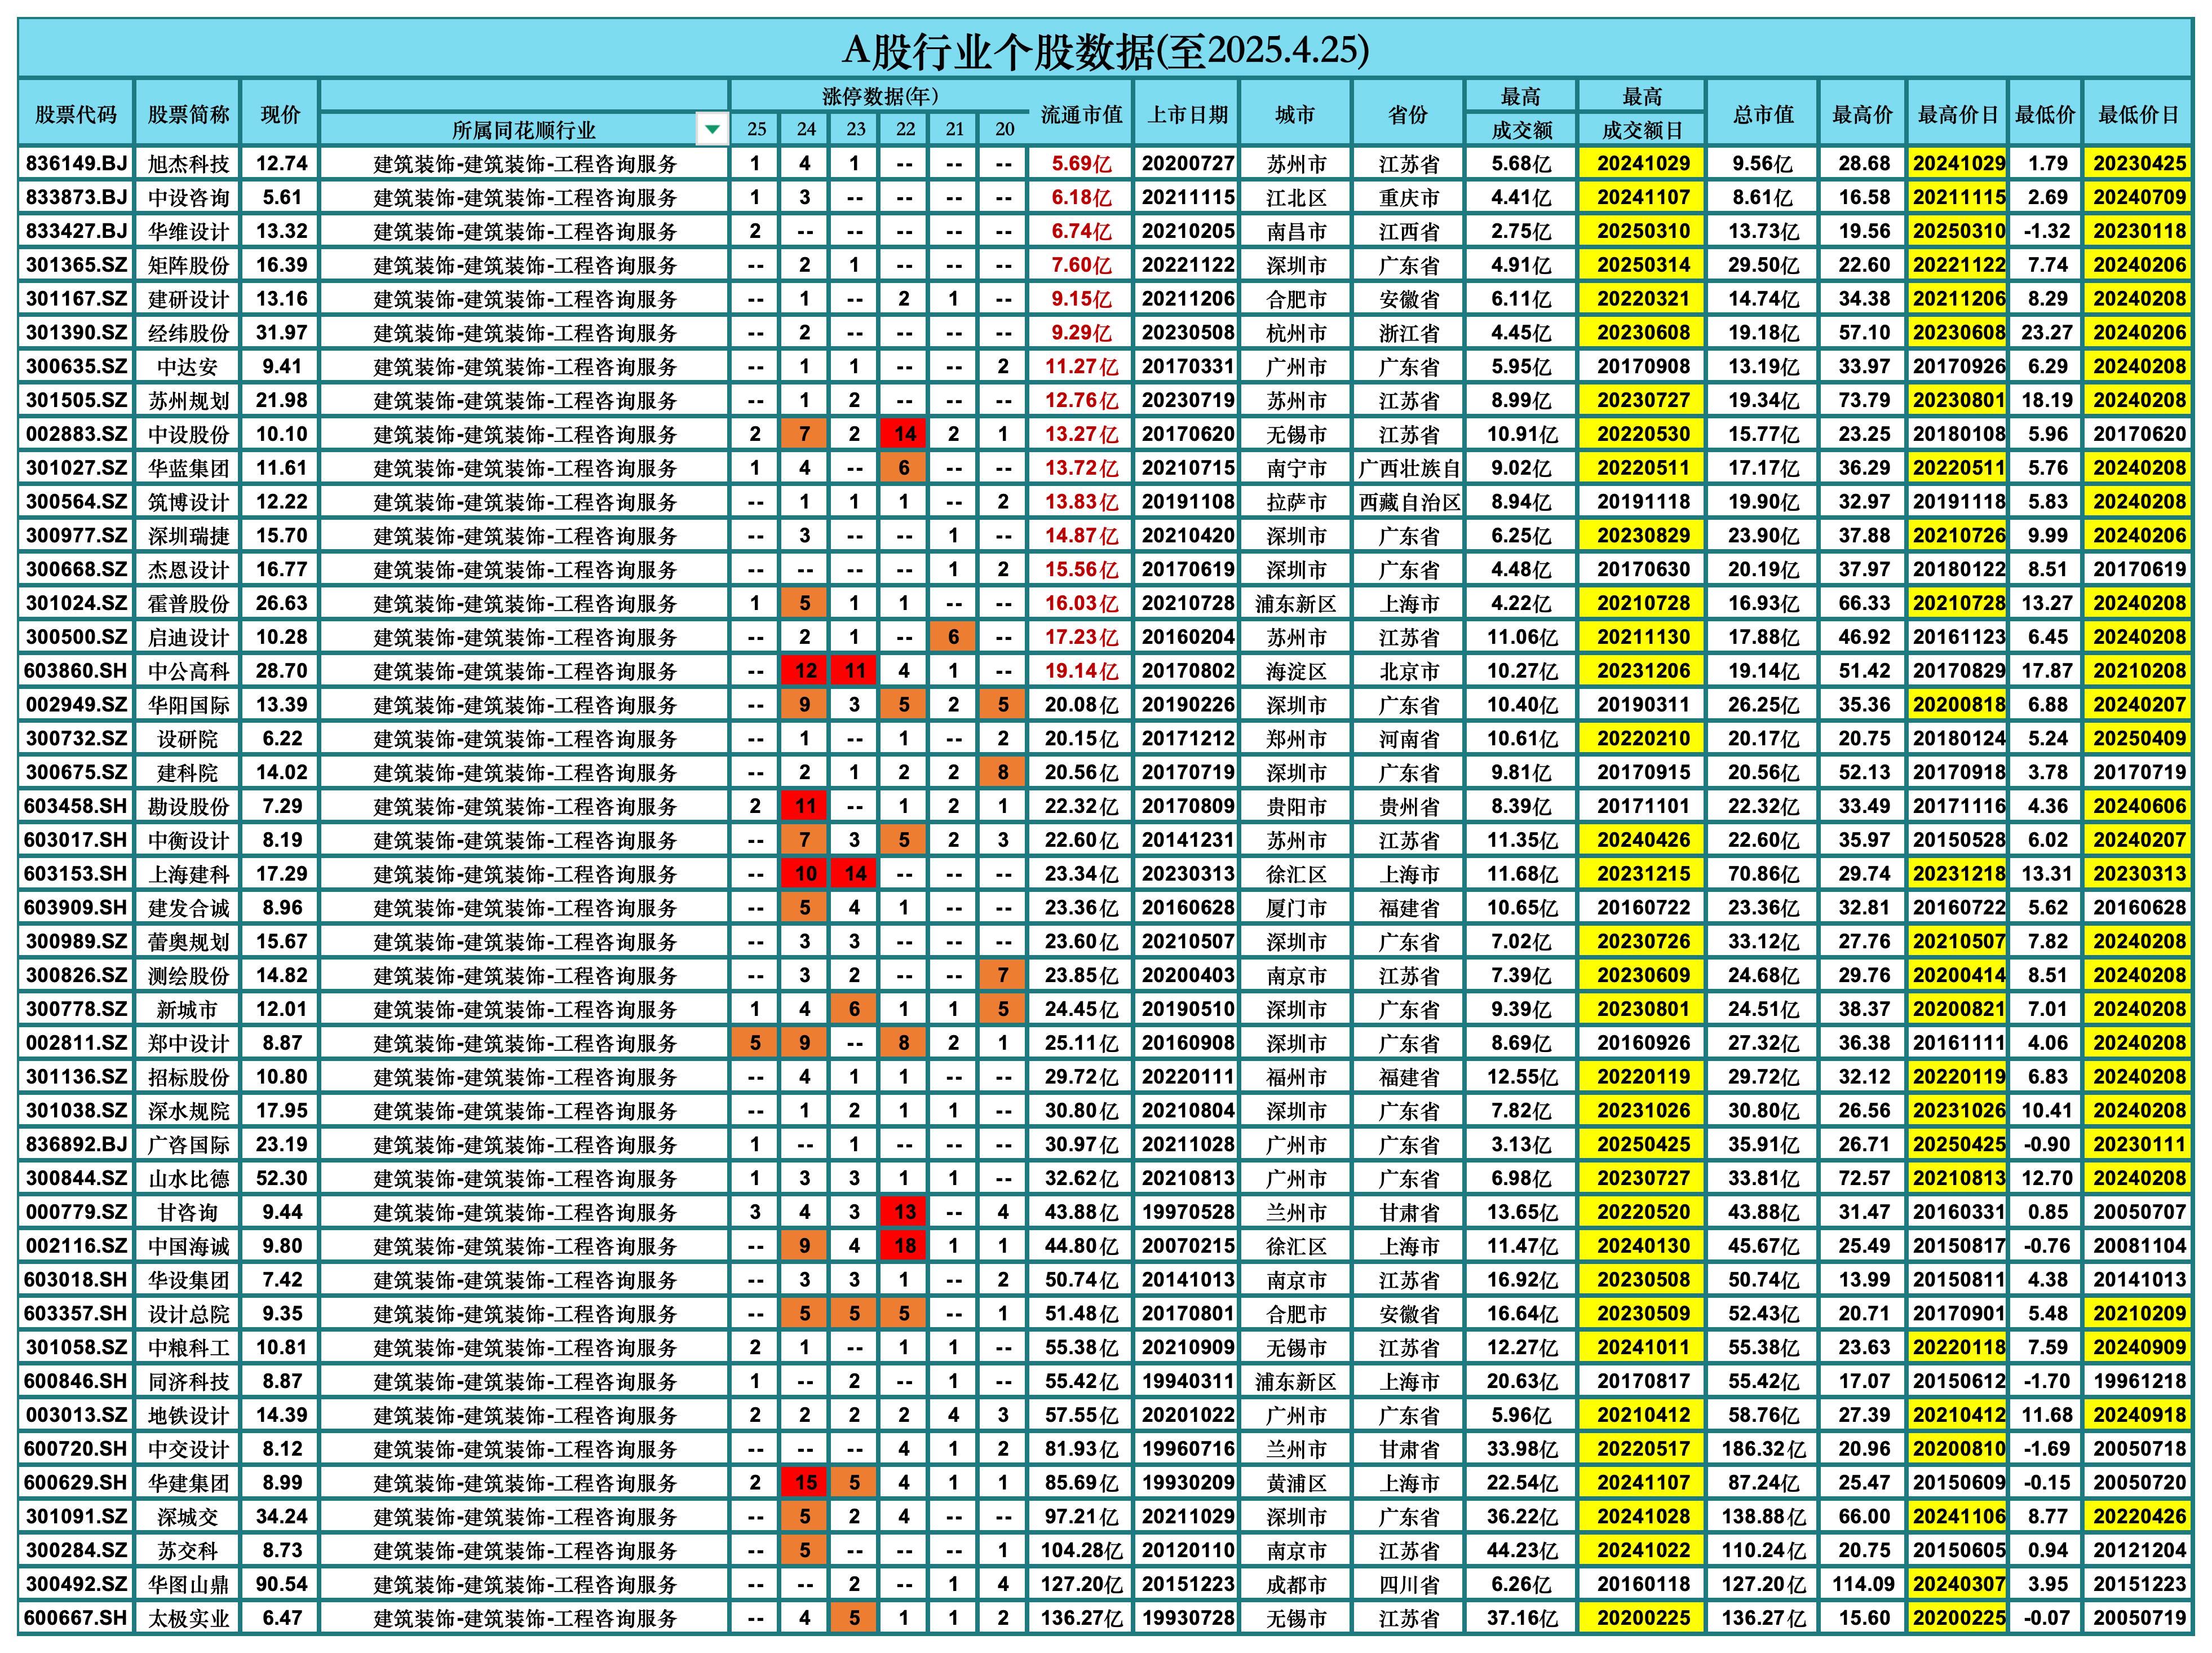 A股行业个股数据(至2025.4.25)
股票代码 股票简称 现价 所属同花顺行业 涨停数据(年) 25 24 23 22 21 20 流通市值 上市日期 城市 省份 最高成交额 最高成交额日 总市值 最高价 最高价日 最低价 最低价日
836149.BJ 旭杰科技 12.74 建筑装饰-建筑装饰-工程咨询服务 1 4 1 -- -- -- 5.69亿 20200727 苏州市 江苏省 5.68亿 20241029 9.56亿 28.68 20241029 1.79 20230425
833873.BJ 中设咨询 5.61 建筑装饰-建筑装饰-工程咨询服务 1 3 -- -- -- -- 6.18亿 20211115 江北区 重庆市 4.41亿 20241107 8.61亿 16.58 20211115 2.69 20240709
833427.BJ 华维设计 13.32 建筑装饰-建筑装饰-工程咨询服务 2 -- -- -- -- -- 6.74亿 20210205 南昌市 江西省 2.75亿 20250310 13.73亿 19.56 20250310 -1.32 20230118
301365.SZ 矩阵股份 16.39 建筑装饰-建筑装饰-工程咨询服务 -- 2 1 -- -- -- 7.60亿 20221122 深圳市 广东省 4.91亿 20250314 29.50亿 22.60 20221122 7.74 20240206
301167.SZ 建研设计 13.16 建筑装饰-建筑装饰-工程咨询服务 -- 1 -- 2 1 -- 9.15亿 20211206 合肥市 安徽省 6.11亿 20220321 14.74亿 34.38 20211206 8.29 20240208
301390.SZ 经纬股份 31.97 建筑装饰-建筑装饰-工程咨询服务 -- 2 -- -- -- -- 9.29亿 20230508 杭州市 浙江省 4.45亿 20230608 19.18亿 57.10 20230608 23.27 20240206
300635.SZ 中达安 9.41 建筑装饰-建筑装饰-工程咨询服务 -- 1 1 -- -- 2 11.27亿 20170331 广州市 广东省 5.95亿 20170908 13.19亿 33.97 20170926 6.29 20240208
301505.SZ 苏州规划 21.98 建筑装饰-建筑装饰-工程咨询服务 -- 1 2 -- -- -- 12.76亿 20230719 苏州市 江苏省 8.99亿 20230727 19.34亿 73.79 20230801 18.19 20240208
002883.SZ 中设股份 10.10 建筑装饰-建筑装饰-工程咨询服务 2 7 2 14 2 1 13.27亿 20170620 无锡市 江苏省 10.91亿 20220530 15.77亿 23.25 20180108 5.96 20170620
301027.SZ 华蓝集团 11.61 建筑装饰-建筑装饰-工程咨询服务 1 4 -- 6 -- -- 13.72亿 20210715 南宁市 广西壮族自 9.02亿 20220511 17.17亿 36.29 20220511 5.76 20240208
300564.SZ 筑博设计 12.22 建筑装饰-建筑装饰-工程咨询服务 -- 1 1 1 -- 2 13.83亿 20191108 拉萨市 西藏自治区 8.94亿 20191118 19.90亿 32.97 20191118 5.83 20240208
300977.SZ 深圳瑞捷 15.70 建筑装饰-建筑装饰-工程咨询服务 -- 3 -- -- 1 -- 14.87亿 20210420 深圳市 广东省 6.25亿 20230829 23.90亿 37.88 20210726 9.99 20240206
300668.SZ 杰恩设计 16.77 建筑装饰-建筑装饰-工程咨询服务 -- -- -- -- 1 2 15.56亿 20170619 深圳市 广东省 4.48亿 20170630 20.19亿 37.97 20180122 8.51 20170619
301024.SZ 霍普股份 26.63 建筑装饰-建筑装饰-工程咨询服务 1 5 1 1 -- -- 16.03亿 20210728 浦东新区 上海市 4.22亿 20210728 16.93亿 66.33 20210728 13.27 20240208
300500.SZ 启迪设计 10.28 建筑装饰-建筑装饰-工程咨询服务 -- 2 1 -- 6 -- 17.23亿 20160204 苏州市 江苏省 11.06亿 20211130 17.88亿 46.92 20161123 6.45 20240208
603860.SH 中公高科 28.70 建筑装饰-建筑装饰-工程咨询服务 -- 12 11 4 1 -- 19.14亿 20170802 海淀区 北京市 10.27亿 20231206 19.14亿 51.42 20170829 17.87 20210208
002949.SZ 华阳国际 13.39 建筑装饰-建筑装饰-工程咨询服务 -- 9 3 5 2 5 20.08亿 20190226 深圳市 广东省 10.40亿 20190311 26.25亿 35.36 20200818 6.88 20240207
300732.SZ 设研院 6.22 建筑装饰-建筑装饰-工程咨询服务 -- 1 -- 1 -- 2 20.15亿 20171212 郑州市 河南省 10.61亿 20220210 20.17亿 20.75 20180124 5.24 20250409
300675.SZ 建科院 14.02 建筑装饰-建筑装饰-工程咨询服务 -- 2 1 2 2 8 20.56亿 20170719 深圳市 广东省 9.81亿 20170915 20.56亿 52.13 20170918 3.78 20170719
603458.SH 勘设股份 7.29 建筑装饰-建筑装饰-工程咨询服务 2 11 -- 1 2 1 22.32亿 20170809 贵阳市 贵州省 8.39亿 20171101 22.32亿 33.49 20171116 4.36 20240606
603017.SH 中衡设计 8.19 建筑装饰-建筑装饰-工程咨询服务 -- 7 3 5 2 3 22.60亿 20141231 苏州市 江苏省 11.35亿 20240426 22.60亿 35.97 20150528 6.02 20240207
603153.SH 上海建科 17.29 建筑装饰-建筑装饰-工程咨询服务 -- 10 14 -- -- -- 23.34亿 20230313 徐汇区 上海市 11.68亿 20231215 70.86亿 29.74 20231218 13.31 20230313
603909.SH 建发合诚 8.96 建筑装饰-建筑装饰-工程咨询服务 -- 5 4 1 -- -- 23.36亿 20160628 厦门市 福建省 10.65亿 20160722 23.36亿 32.81 20160722 5.62 20160628
300989.SZ 蕾奥规划 15.67 建筑装饰-建筑装饰-工程咨询服务 -- 3 3 -- -- -- 23.60亿 20210507 深圳市 广东省 7.02亿 20230726 33.12亿 27.76 20210507 7.82 20240208
300826.SZ 测绘股份 14.82 建筑装饰-建筑装饰-工程咨询服务 -- 3 2 -- -- 7 23.85亿 20200403 南京市 江苏省 7.39亿 20230609 24.68亿 29.76 20200414 8.51 20240208
300778.SZ 新城市 12.01 建筑装饰-建筑装饰-工程咨询服务 1 4 6 1 1 5 24.45亿 20190510 深圳市 广东省 9.39亿 20230801 24.51亿 38.37 20200821 7.01 20240208
002811.SZ 郑中设计 8.87 建筑装饰-建筑装饰-工程咨询服务 5 9 -- 8 2 1 25.11亿 20160908 深圳市 广东省 8.69亿 20160926 27.32亿 36.38 20161111 4.06 20240208
301136.SZ 招标股份 10.80 建筑装饰-建筑装饰-工程咨询服务 -- 4 1 1 -- -- 29.72亿 20220111 福州市 福建省 12.55亿 20220119 29.72亿 32.12 20220119 6.83 20240208
301038.SZ 深水规院 17.95 建筑装饰-建筑装饰-工程咨询服务 -- 1 2 1 1 -- 30.80亿 20210804 深圳市 广东省 7.82亿 20231026 30.80亿 26.56 20231026 10.41 20240208
836892.BJ 广咨国际 23.19 建筑装饰-建筑装饰-工程咨询服务 1 -- 1 -- -- -- 30.97亿 20211028 广州市 广东省 3.13亿 20250425 35.91亿 26.71 20250425 -0.90 20230111
300844.SZ 山水比德 52.30 建筑装饰-建筑装饰-工程咨询服务 1 3 3 1 1 -- 32.62亿 20210813 广州市 广东省 6.98亿 20230727 33.81亿 72.57 20210813 12.70 20240208
000779.SZ 甘咨询 9.44 建筑装饰-建筑装饰-工程咨询服务 3 4 3 13 -- 4 43.88亿 19970528 兰州市 甘肃省 13.65亿 20220520 43.88亿 31.47 20160331 0.85 20050707
002116.SZ 中国海诚 9.80 建筑装饰-建筑装饰-工程咨询服务 -- 9 4 18 1 1 44.80亿 20070215 徐汇区 上海市 11.47亿 20240130 45.67亿 25.49 20150817 -0.76 20081104
603018.SH 华设集团 7.42 建筑装饰-建筑装饰-工程咨询服务 -- 3 3 1 -- 2 50.74亿 20141013 南京市 江苏省 16.92亿 20230508 50.74亿 13.99 20150811 4.38 20141013
603357.SH 设计总院 9.35 建筑装饰-建筑装饰-工程咨询服务 -- 5 5 5 -- 1 51.48亿 20170801 合肥市 安徽省 16.64亿 20230509 52.43亿 20.71 20170901 5.48 20210209
301058.SZ 中粮科工 10.81 建筑装饰-建筑装饰-工程咨询服务 2 1 -- 1 1 -- 55.38亿 20210909 无锡市 江苏省 12.27亿 20241011 55.38亿 23.63 20220118 7.59 20240909
600846.SH 同济科技 8.87 建筑装饰-建筑装饰-工程咨询服务 1 -- 2 -- 1 -- 55.42亿 19940311 浦东新区 上海市 20.63亿 20170817 55.42亿 17.07 20150612 -1.70 19961218
003013.SZ 地铁设计 14.39 建筑装饰-建筑装饰-工程咨询服务 2 2 2 2 4 3 57.55亿 20201022 广州市 广东省 5.96亿 20210412 58.76亿 27.39 20210412 11.68 20240918
600720.SH 中交设计 8.12 建筑装饰-建筑装饰-工程咨询服务 -- -- -- 4 1 2 81.93亿 19960716 兰州市 甘肃省 33.98亿 20220517 186.32亿 20.96 20200810 -1.69 20050718
600629.SH 华建集团 8.99 建筑装饰-建筑装饰-工程咨询服务 2 15 5 4 1 1 85.69亿 19930209 黄浦区 上海市 22.54亿 20241107 87.24亿 25.47 20150609 -0.15 20050720
301091.SZ 深城交 34.24 建筑装饰-建筑装饰-工程咨询服务 -- 5 2 4 -- -- 97.21亿 20211029 深圳市 广东省 36.22亿 20241028 138.88亿 66.00 20241106 8.77 20220426
300284.SZ 苏交科 8.73 建筑装饰-建筑装饰-工程咨询服务 -- 5 -- -- -- 1 104.28亿 20120110 南京市 江苏省 44.23亿 20241022 110.24亿 20.75 20150605 0.94 20121204
300492.SZ 华图山鼎 90.54 建筑装饰-建筑装饰-工程咨询服务 -- -- 2 -- 1 4 127.20亿 20151223 成都市 四川省 6.26亿 20160118 127.20亿 114.09 20240307 3.95 20151223
600667.SH 太极实业 6.47 建筑装饰-建筑装饰-工程咨询服务 -- 4 5 1 1 2 136.27亿 19930728 无锡市 江苏省 37.16亿 20200225 136.27亿 15.60 20200225 -0.07 20050719